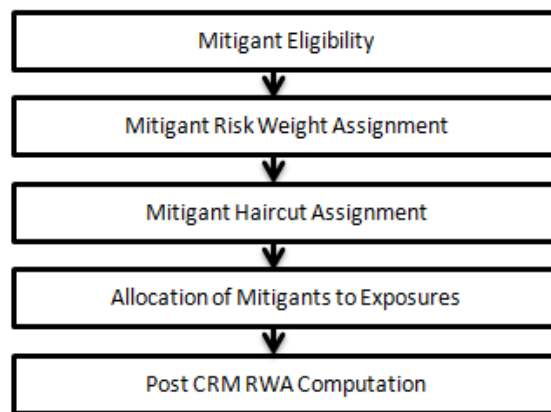 Mitigant Eligibility
Mitigant Risk Weight Assignment
Mitigant Haircut Assignment
Allocation of Mitigants to Exposures
Post CRM RWA Computation